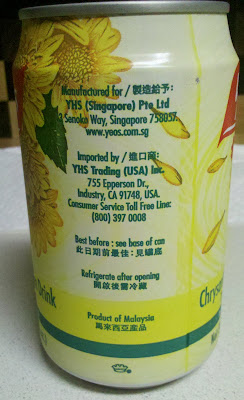 Manufactured for / 製造給予:
YHS (Singapore) Pte Ltd
3 Senoko Way, Singapore 758057
www.yeos.com.sg
Imported by / 進口商:
YHS Trading (USA) Inc.
755 Epperson Dr.,
Industry, CA 91748, USA.
Consumer Service Toll Free Line:
(800) 397 0008
Best before : see base of can
此日期前最佳: 見罐底
Refrigerate after opening
開啟後需冷藏
Drink
Product of Malaysia
馬來西亞產品